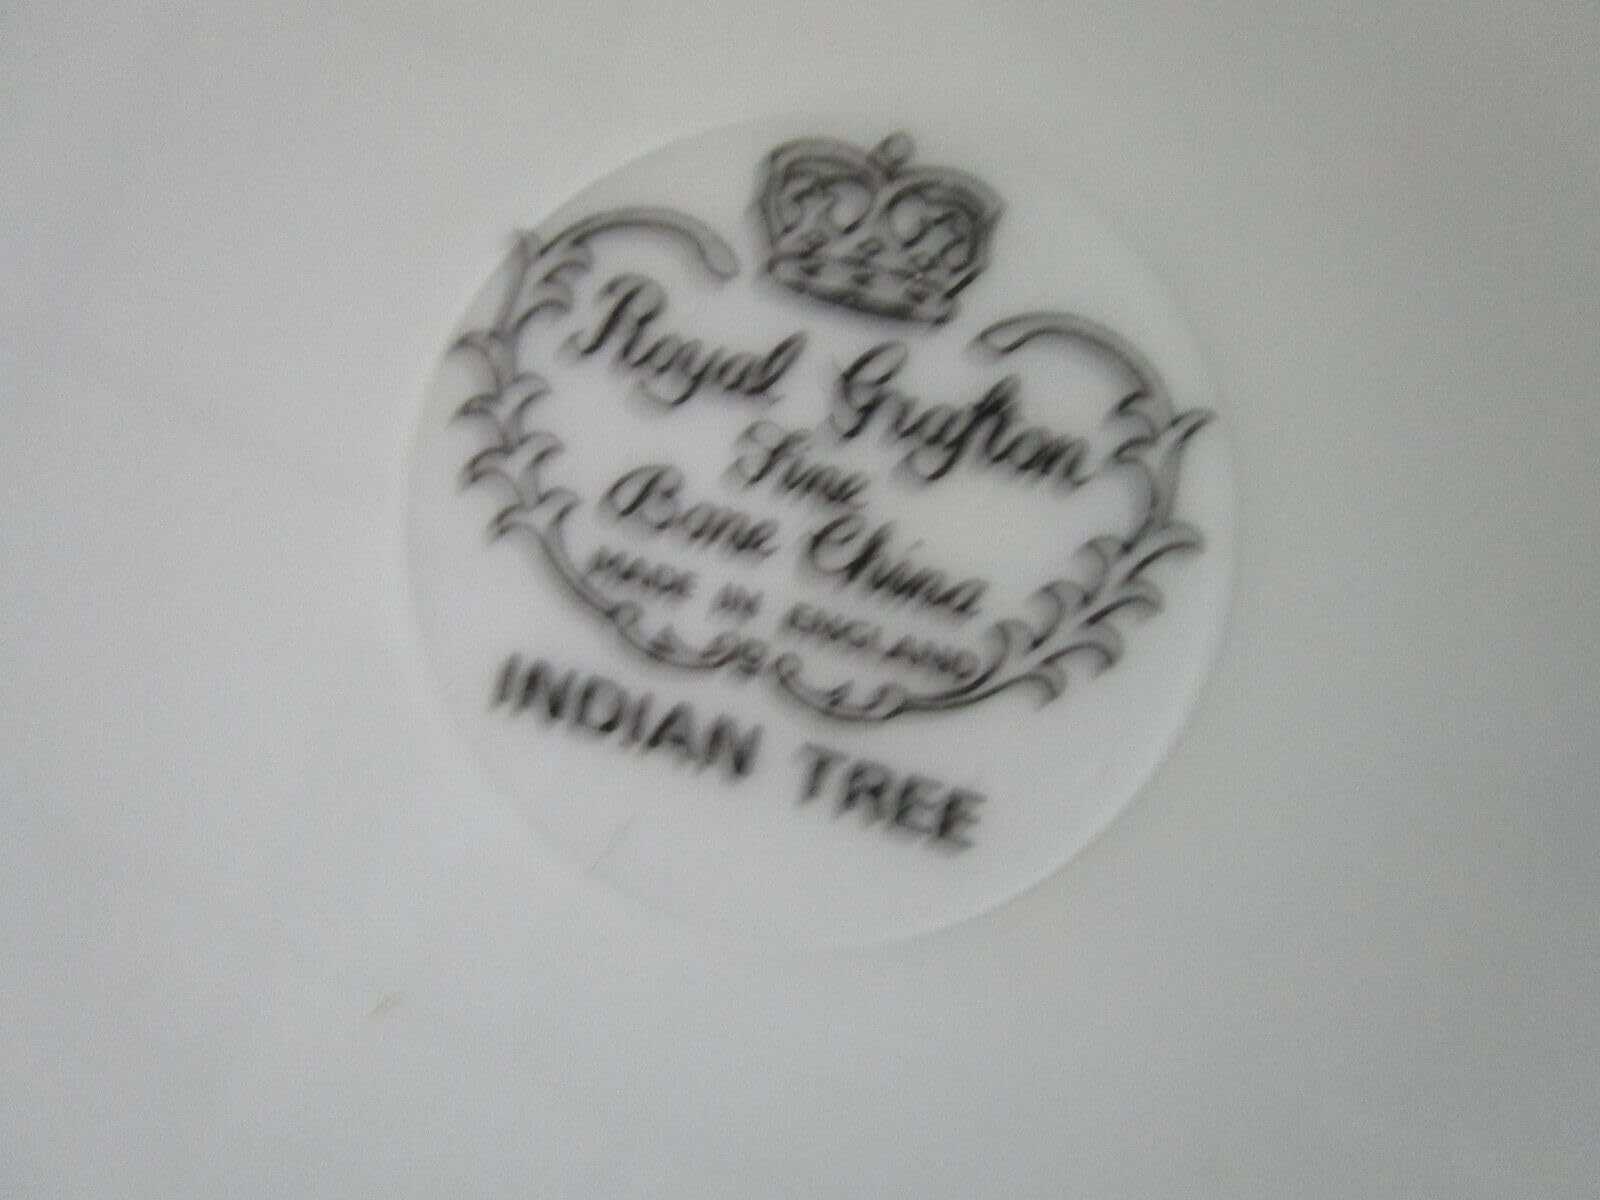 Royal Grafton
Fine
Bone China
MADE IN ENGLAND
INDIAN TREE